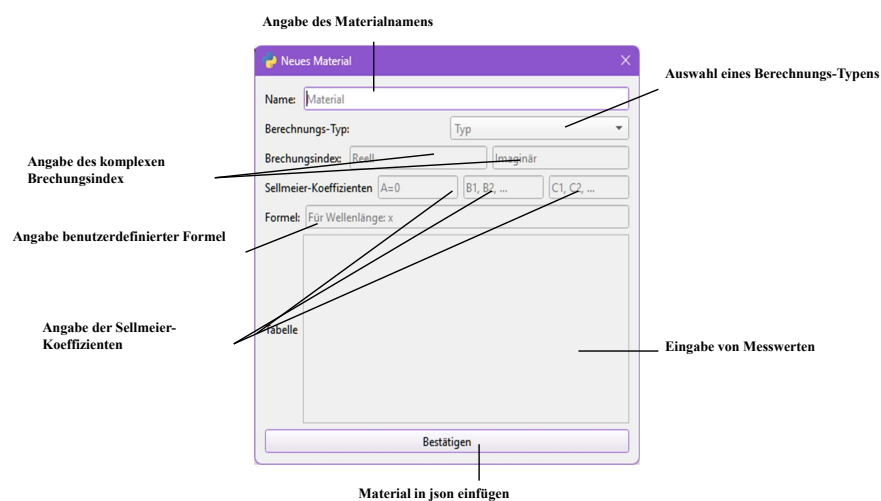 Angabe des Materialnamens
Neues Material
Auswahl eines Berechnungs-Typens
Name: Material
Berechnungs-Typ: Typ
Angabe des komplexen
Brechungsindex
Brechungsindex: Reell Imaginär
Sellmeier-Koeffizienten A=0 B1, B2, ... C1, C2, ...
Formel: Für Wellenlänge: x
Angabe benutzerdefinierter Formel
Angabe der Sellmeier-
Koeffizienten
Tabelle
Eingabe von Messwerten
Bestätigen
Material in json einfügen